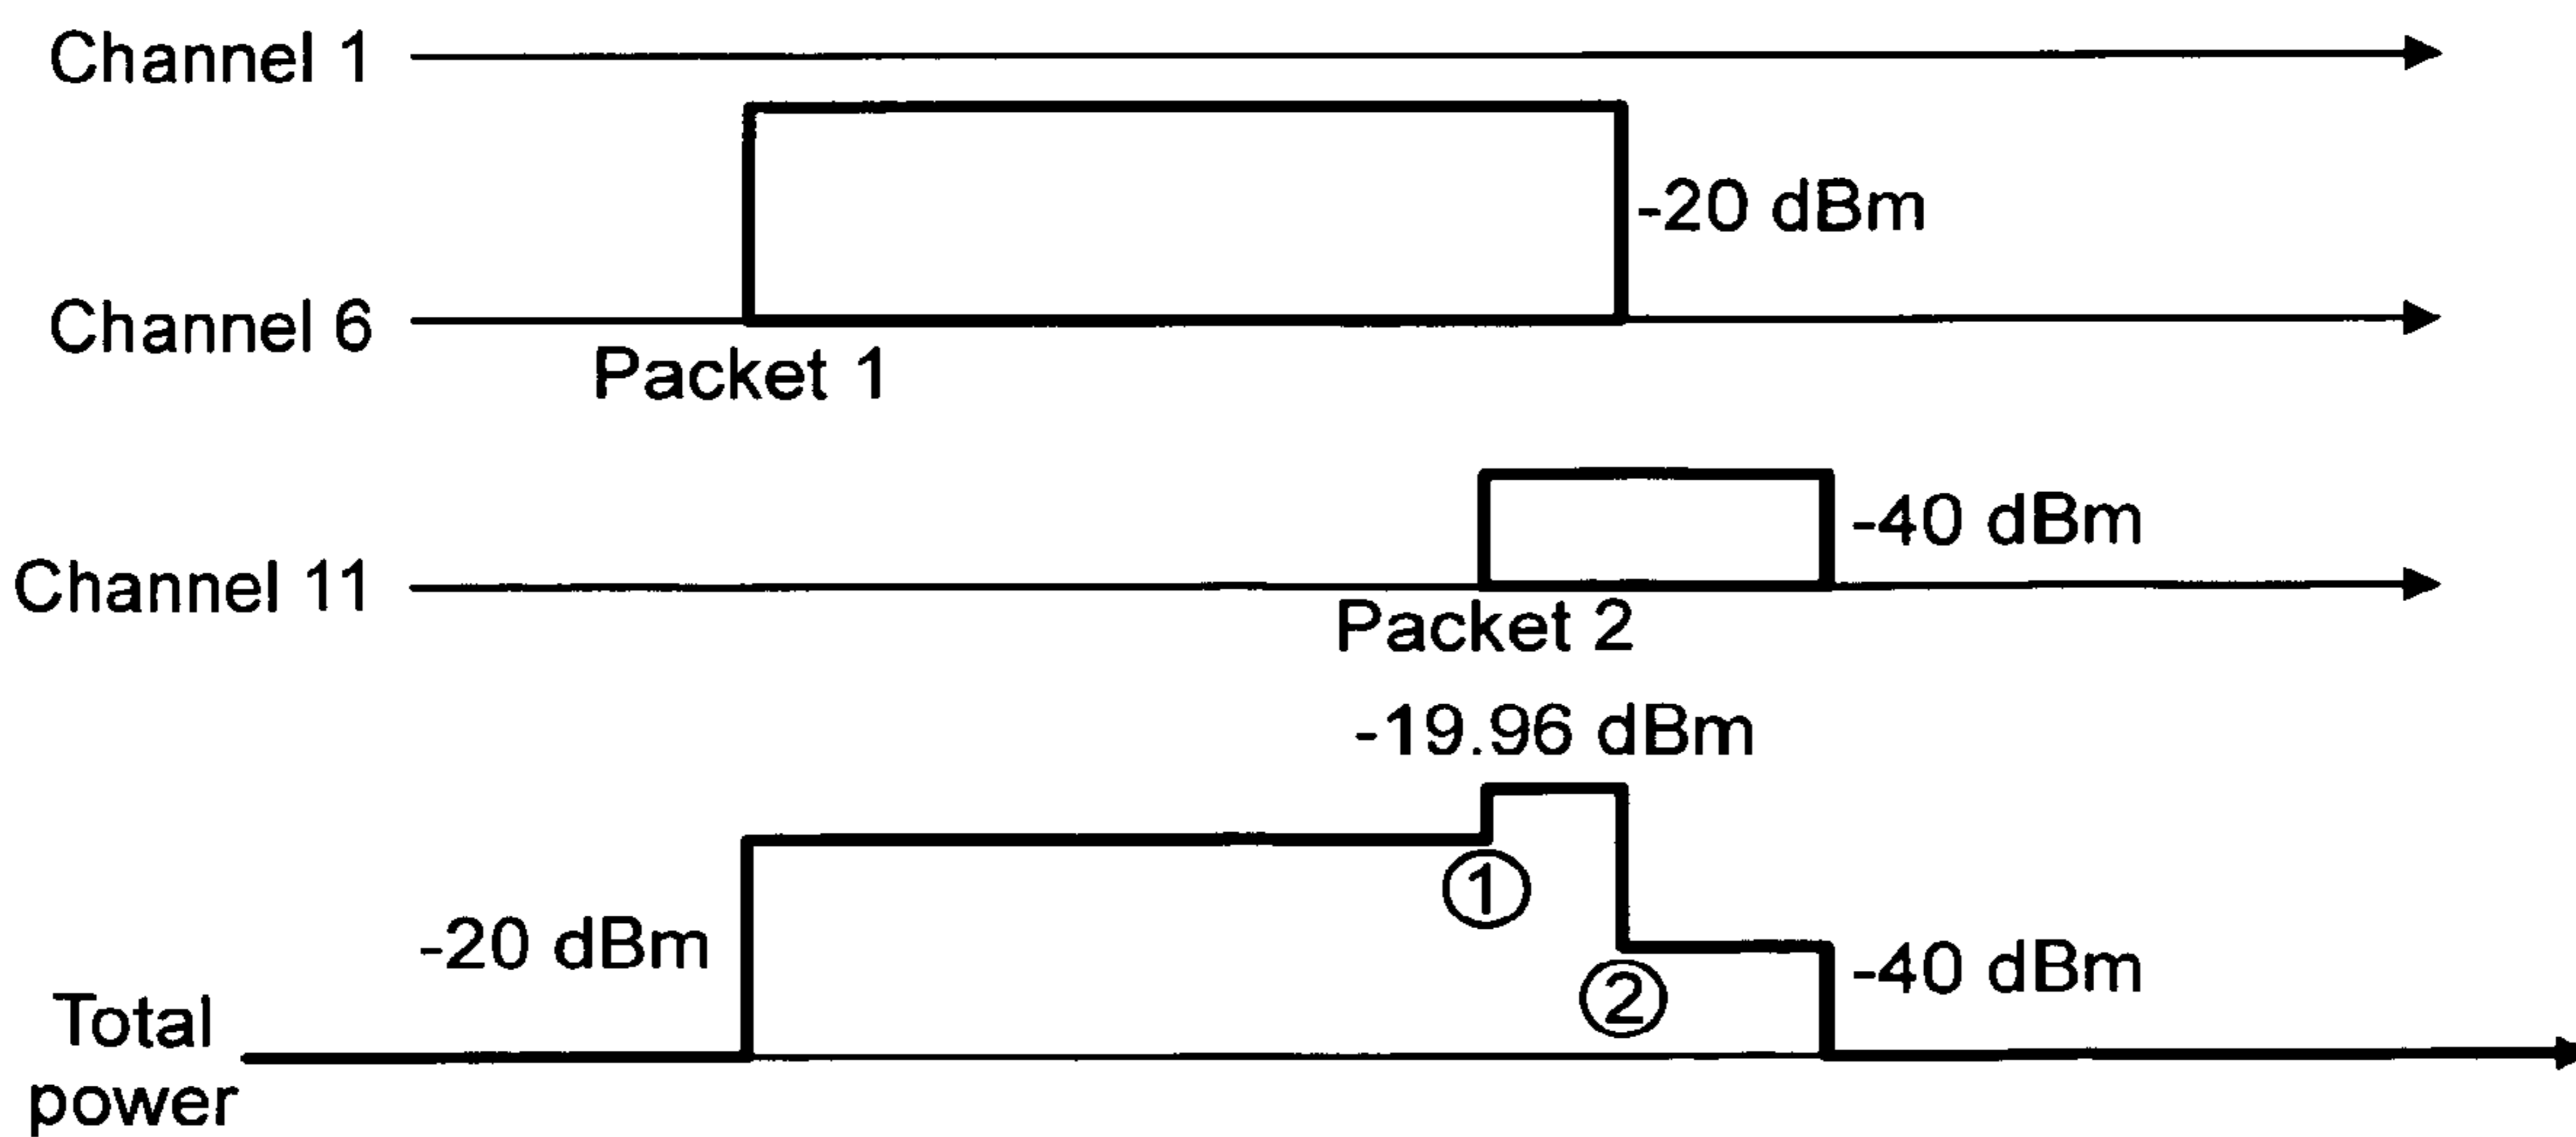 Channel 1
-20 dBm
Channel 6
Packet 1
-40 dBm
Channel 11
Packet 2
-19.96 dBm
1
-20 dBm
2
-40 dBm
Total
power